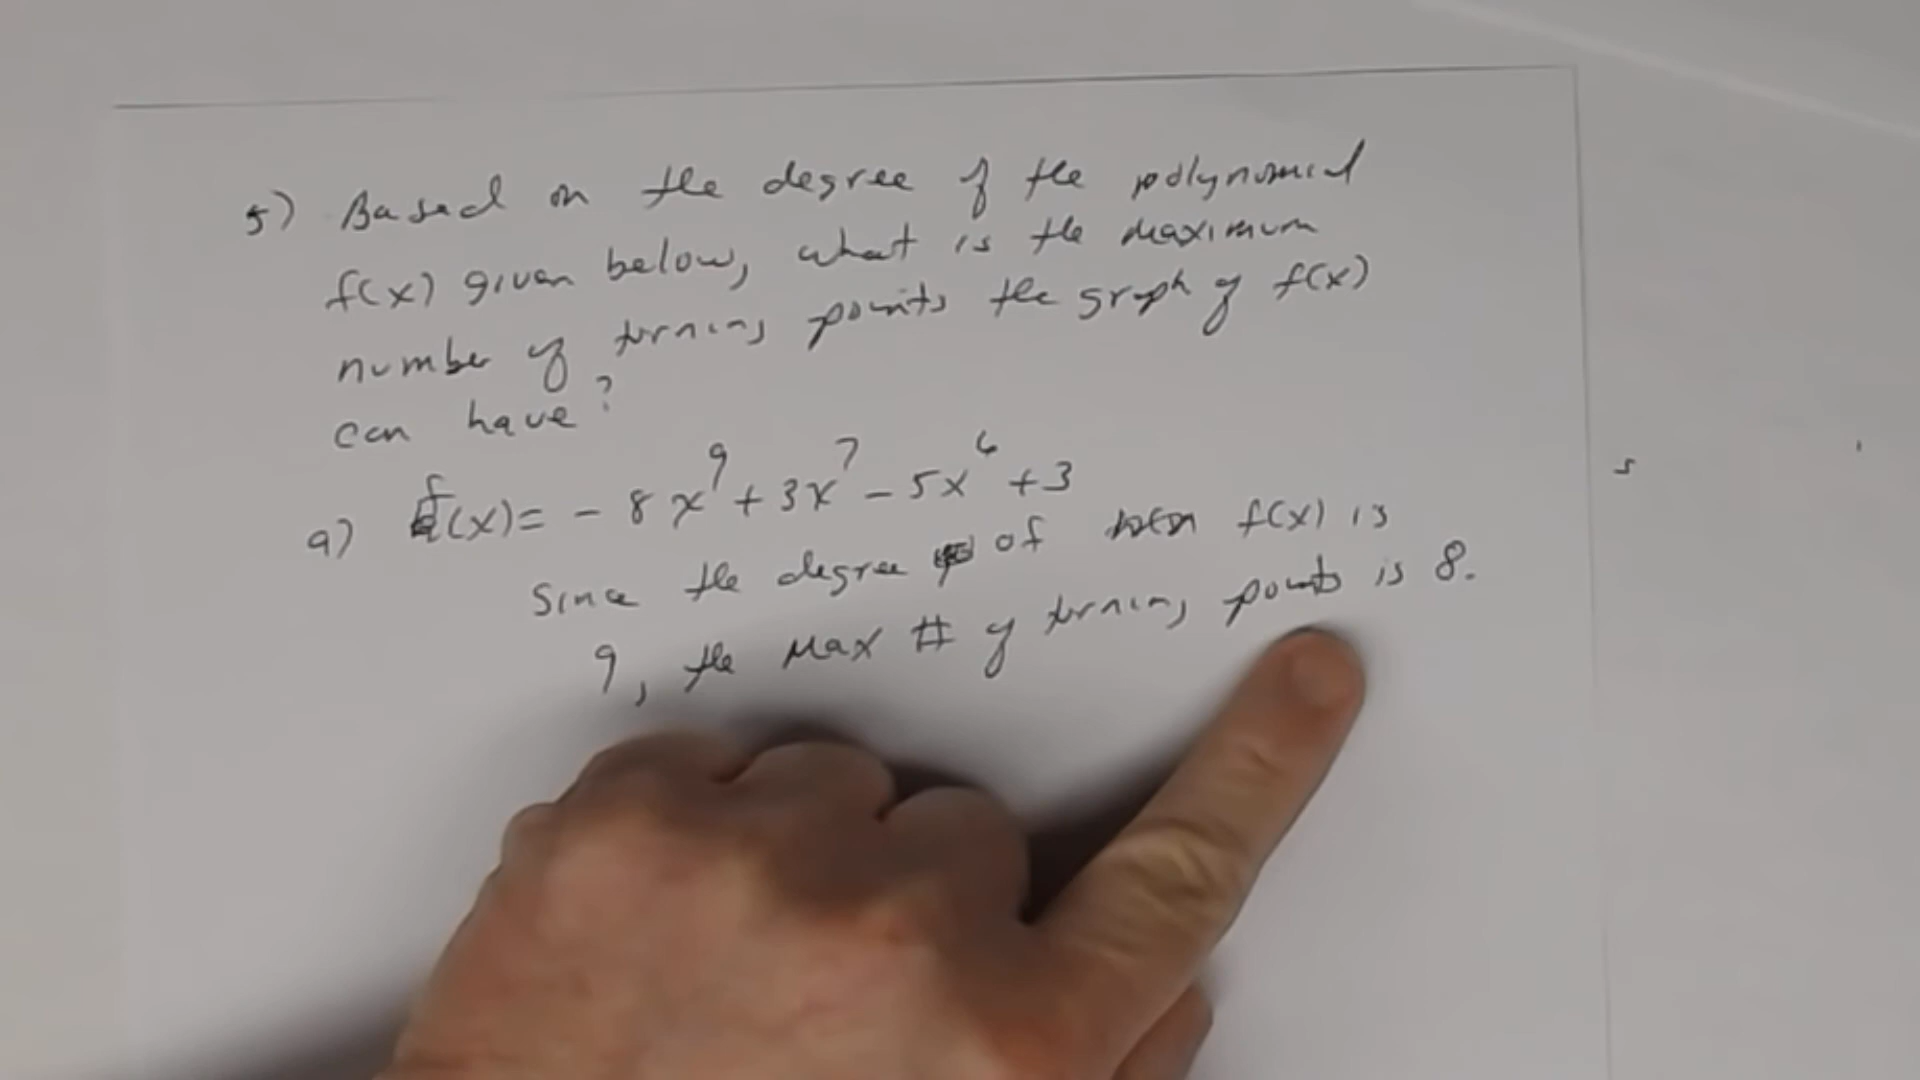 5) Based on the degree of the polynomial
f(x) given below, what is the maximum
number of turning points the graph of f(x)
can have?
a) f(x) = - 8x⁹ + 3x⁷ - 5x⁶ + 3
Since the degree of f(x) is
9, the Max # of turning points is 8.
s